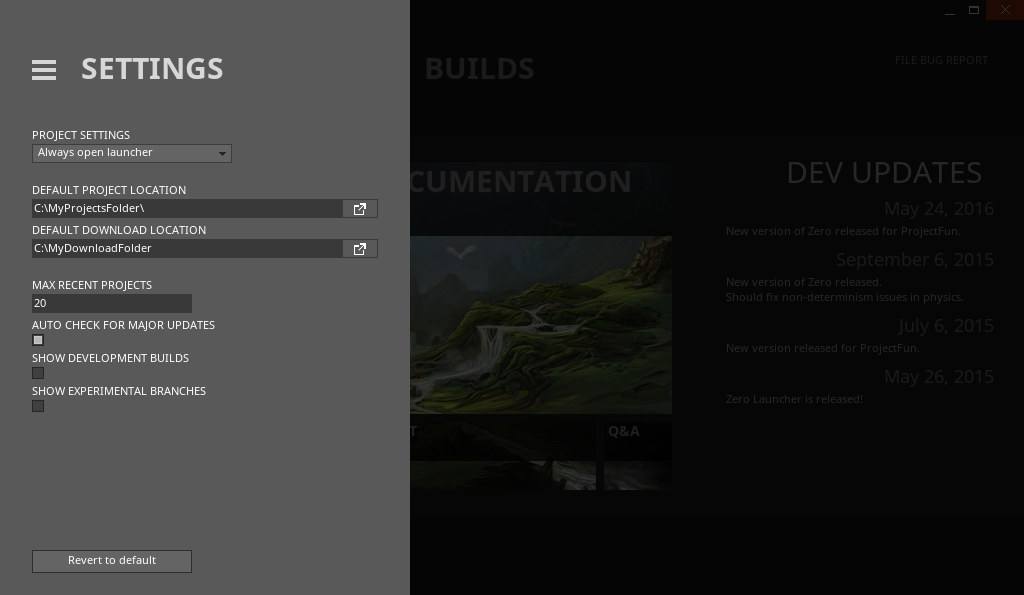 SETTINGS
BUILDS
FILE BUG REPORT
PROJECT SETTINGS
Always open launcher
DEFAULT PROJECT LOCATION
C:\MyProjectsFolder\
DEFAULT DOWNLOAD LOCATION
C:\MyDownloadFolder
MAX RECENT PROJECTS
20
AUTO CHECK FOR MAJOR UPDATES
SHOW DEVELOPMENT BUILDS
SHOW EXPERIMENTAL BRANCHES
Revert to default
CUMENTATION
T
Q&A
DEV UPDATES
May 24, 2016
New version of Zero released for ProjectFun.
September 6, 2015
New version of Zero released.
Should fix non-determinism issues in physics.
July 6, 2015
New version released for ProjectFun.
May 26, 2015
Zero Launcher is released!